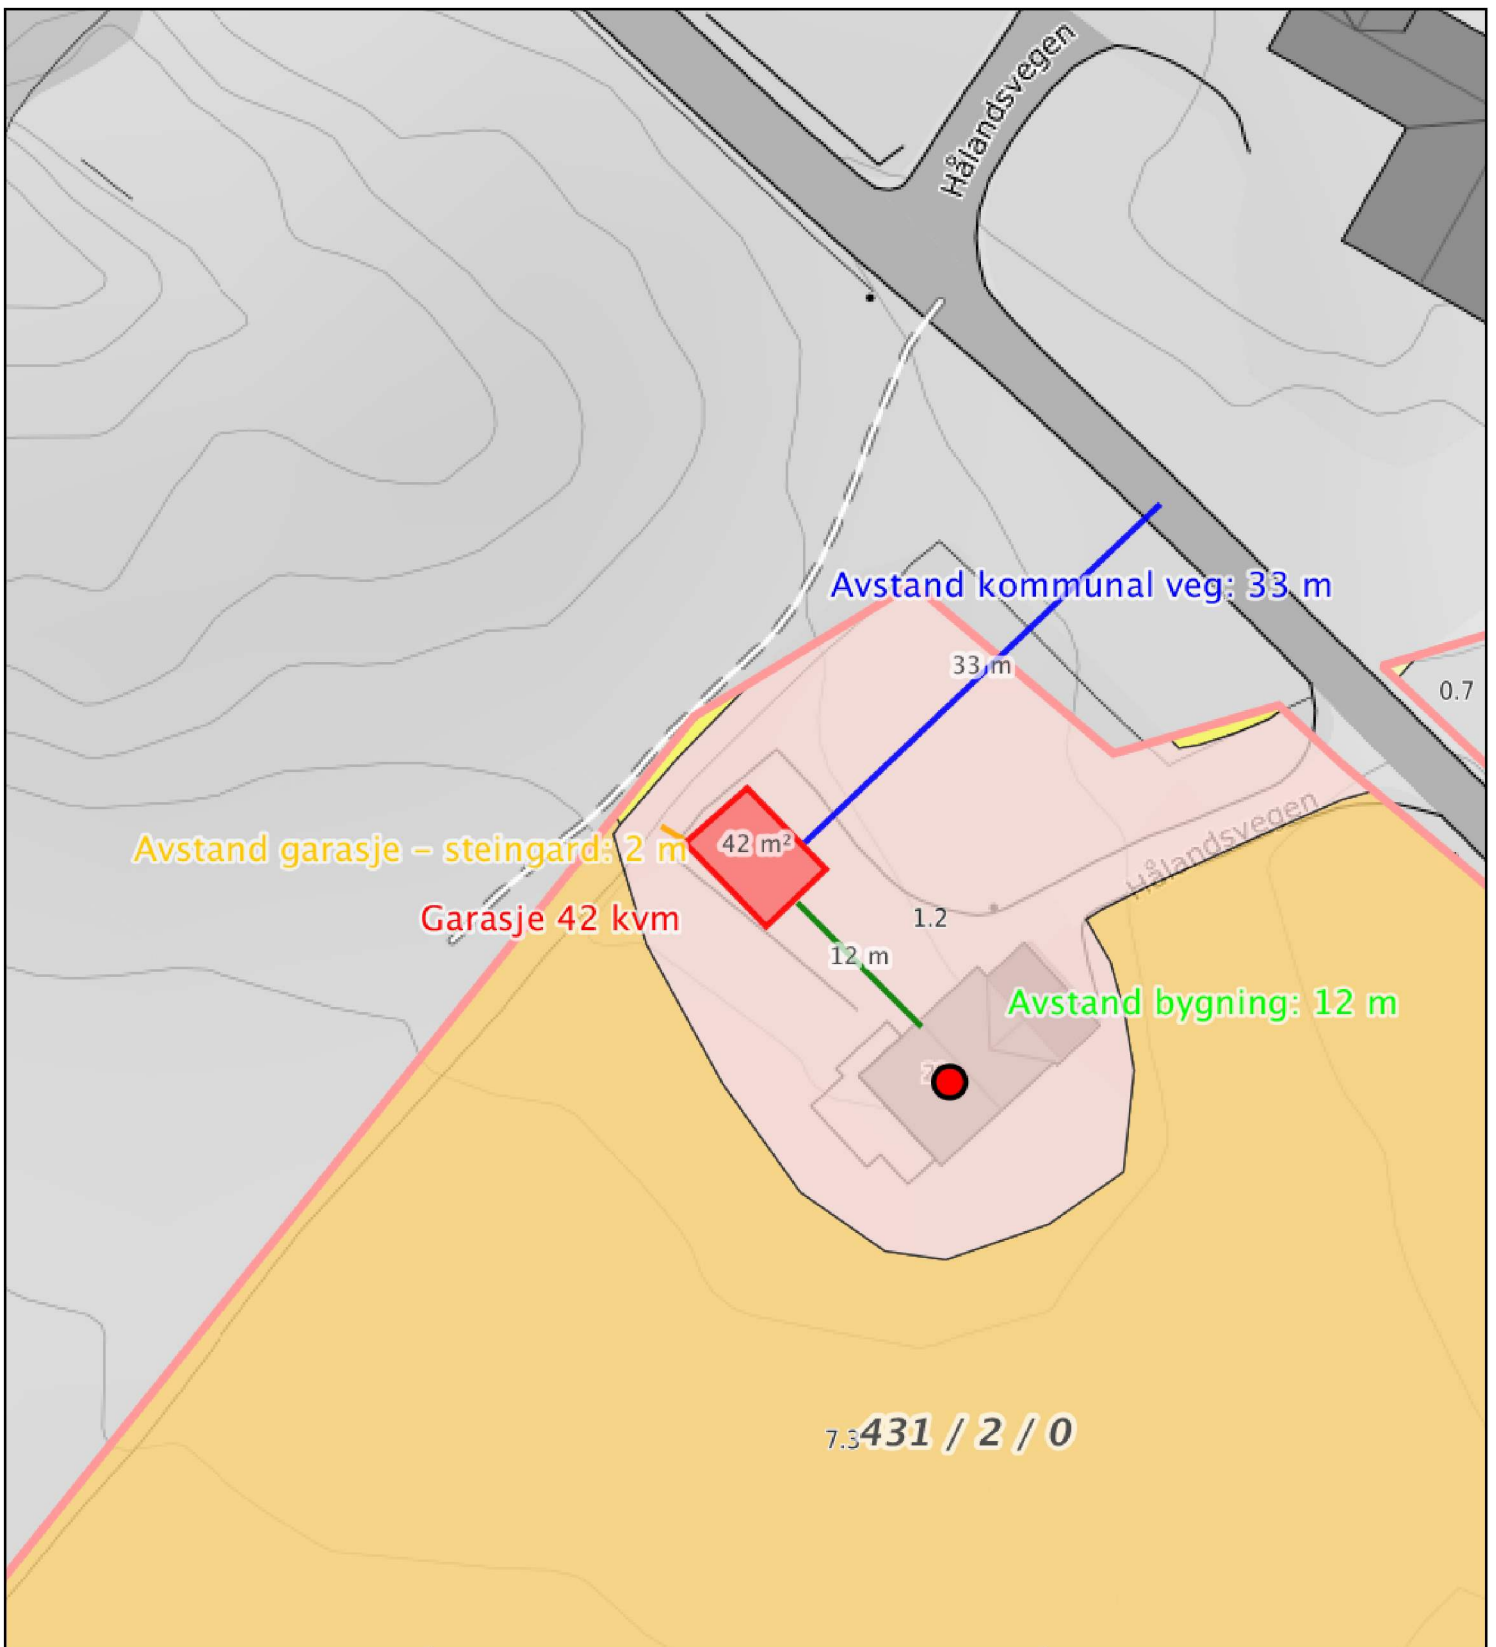 Hålandsvegen
Avstand kommunal veg: 33 m
33 m
0.7
Hålandsvegen
42 m²
Avstand garasje – steingard: 2 m
Garasje 42 kvm
1.2
12 m
Avstand bygning: 12 m
7.3
431 / 2 / 0